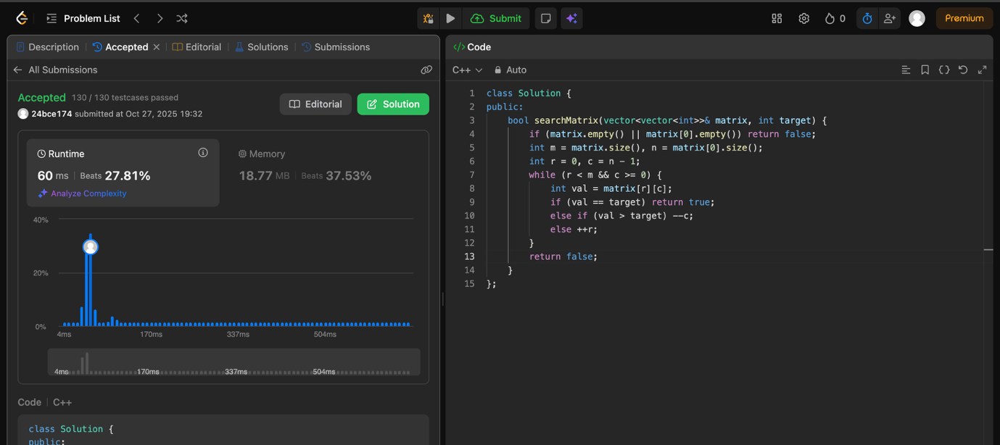 Problem List
Submit
0
Premium
Description
Accepted
Editorial
Solutions
Submissions
All Submissions
Accepted 130 / 130 testcases passed
24bce174 submitted at Oct 27, 2025 19:32
Editorial
Solution
Runtime
60 ms Beats 27.81%
Analyze Complexity
Memory
18.77 MB Beats 37.53%
40%
20%
0%
4ms 170ms 337ms 504ms
4ms 170ms 337ms 504ms
Code C++
class Solution {
public:
</> Code
C++ Auto
1 class Solution {
2 public:
3 bool searchMatrix(vector<vector<int>>& matrix, int target) {
4 if (matrix.empty() || matrix[0].empty()) return false;
5 int m = matrix.size(), n = matrix[0].size();
6 int r = 0, c = n - 1;
7 while (r < m && c >= 0) {
8 int val = matrix[r][c];
9 if (val == target) return true;
10 else if (val > target) --c;
11 else ++r;
12 }
13 return false;
14 }
15 };